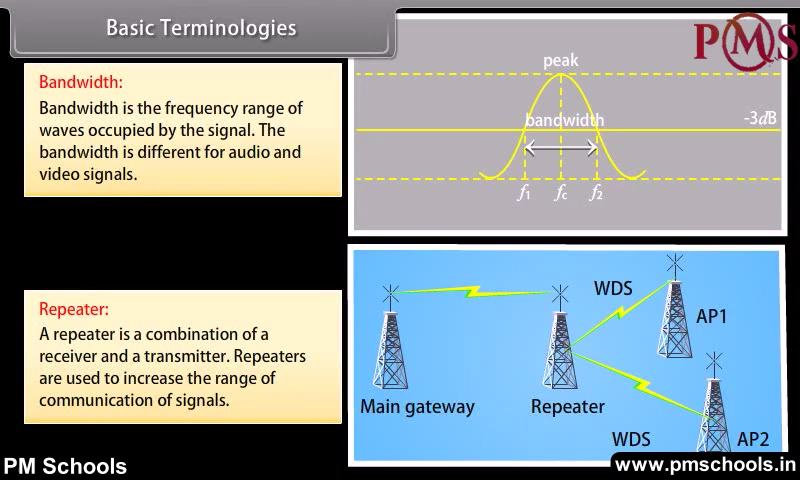 Basic Terminologies
PMS
Bandwidth:
Bandwidth is the frequency range of
waves occupied by the signal. The
bandwidth is different for audio and
video signals.
peak
bandwidth
-3dB
f1 fc f2
Repeater:
A repeater is a combination of a
receiver and a transmitter. Repeaters
are used to increase the range of
communication of signals.
WDS
AP1
Main gateway
Repeater
WDS
AP2
PM Schools
www.pmschools.in